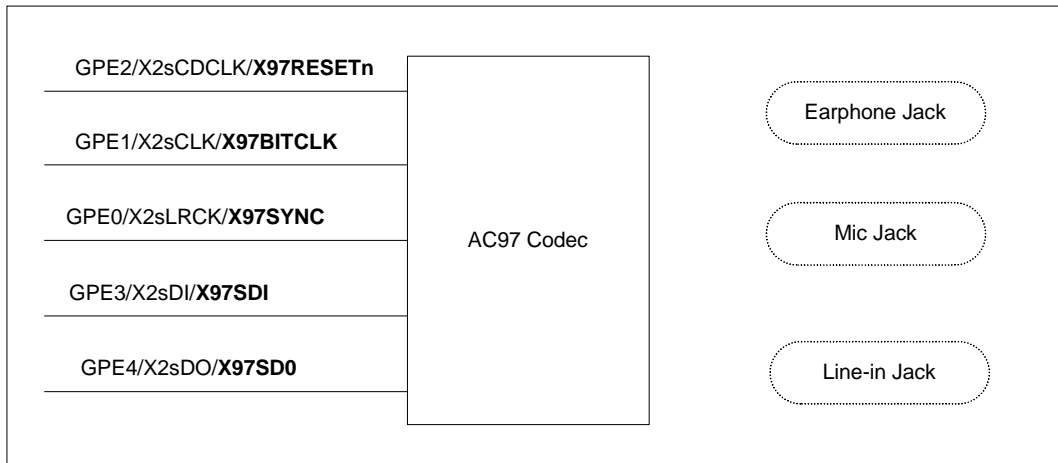 GPE2/X2sCDCLK/X97RESETn
GPE1/X2sCLK/X97BITCLK
GPE0/X2sLRCK/X97SYNC
GPE3/X2sDI/X97SDI
GPE4/X2sDO/X97SD0
AC97 Codec
Earphone Jack
Mic Jack
Line-in Jack